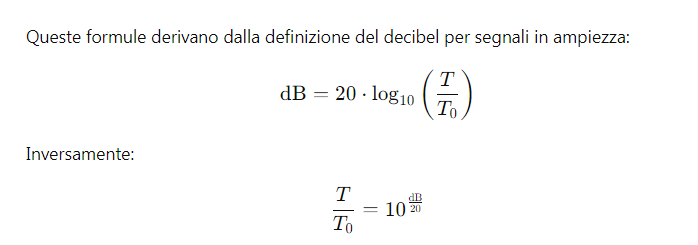 Queste formule derivano dalla definizione del decibel per segnali in ampiezza:
dB = 20 · log₁₀ (T/T₀)
Inversamente:
T/T₀ = 10^(dB/20)